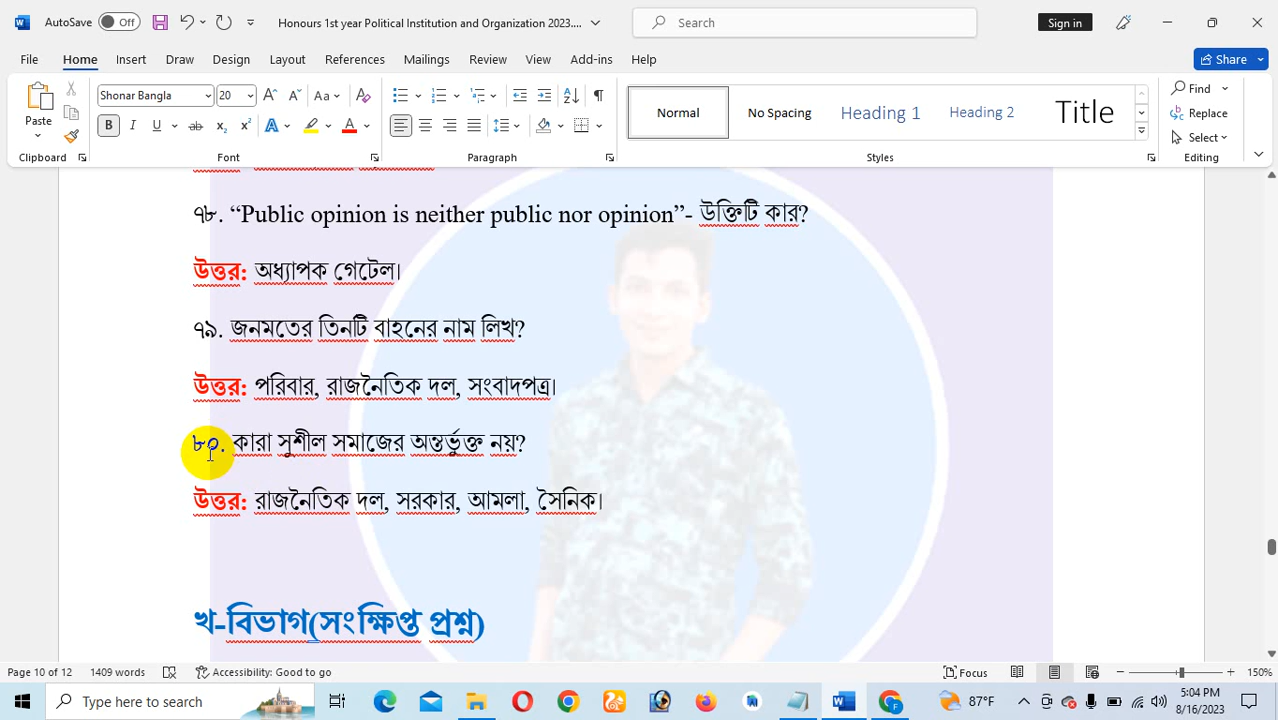 AutoSave Off Honours 1st year Political Institution and Organization 2023.... Search Sign in
File Home Insert Draw Design Layout References Mailings Review View Add-ins Help Share
Paste Shonar Bangla 20 Normal No Spacing Heading 1 Heading 2 Title Find Replace Select
Clipboard Font Paragraph Styles Editing
৭৮. “Public opinion is neither public nor opinion”- উক্তিটি কার?
উত্তর: অধ্যাপক গেটেল।
৭৯. জনমতের তিনটি বাহনের নাম লিখ?
উত্তর: পরিবার, রাজনৈতিক দল, সংবাদপত্র।
৮০. কারা সুশীল সমাজের অন্তর্ভুক্ত নয়?
উত্তর: রাজনৈতিক দল, সরকার, আমলা, সৈনিক।
খ-বিভাগ(সংক্ষিপ্ত প্রশ্ন)
Page 10 of 12 1409 words Accessibility: Good to go Focus 150%
Type here to search 87°F 5:04 PM
8/16/2023